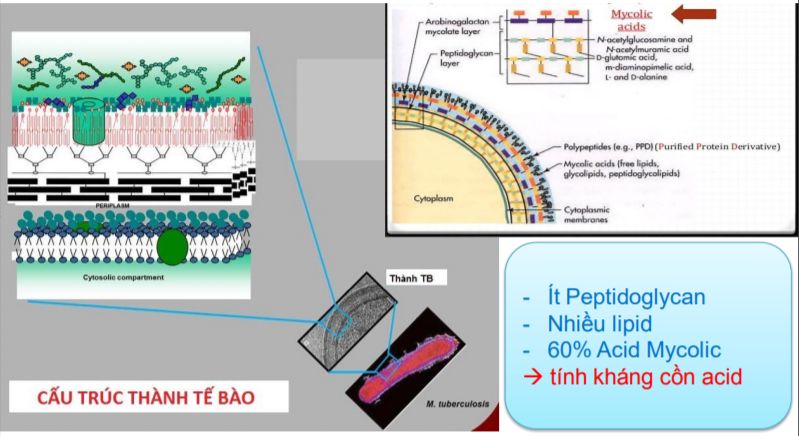 PERIPLASM
Cytosolic compartment
Thành TB
M. tuberculosis
CẤU TRÚC THÀNH TẾ BÀO
Arobinogalactan
mycolate layer
Peptidoglycan
layer
Mycolic
acids
N-acetylglucosamine and
N-acetylmuramic acid
D-glutamic acid,
m-diaminopimelic acid,
L- and D-alanine
Polypeptides (e.g., PPD) (Purified Protein Derivative)
Mycolic acids (free lipids,
glycolipids, peptidoglycolipids)
Cytoplasm
Cytoplasmic
membranes
- Ít Peptidoglycan
- Nhiều lipid
- 60% Acid Mycolic
→ tính kháng cồn acid